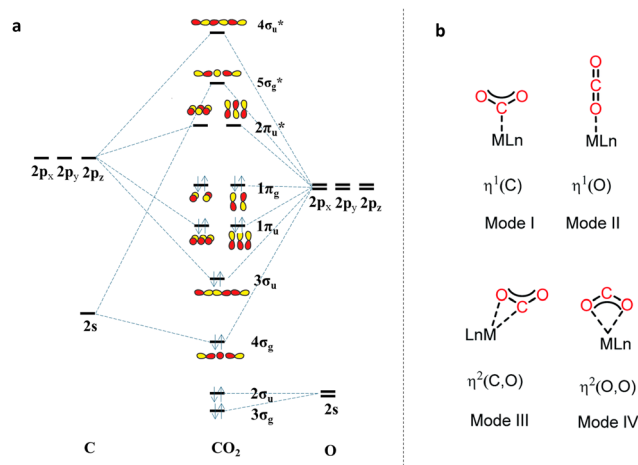 a
4σu*
5σg*
2πu*
2px 2py 2pz
1πg
2px 2py 2pz
1πu
3σu
2s
4σg
2σu
2s
3σg
C
CO2
O
b
O
C
O
O O
C
MLn
MLn
η1(C)
η1(O)
Mode I
Mode II
O O
C
LnM
C
O O
MLn
η2(C,O)
η2(O,O)
Mode III
Mode IV